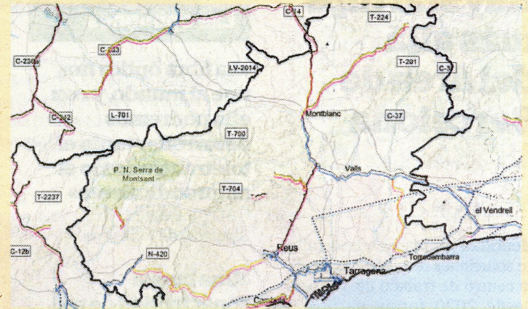 C-14
T-224
C-233
C-230a
T-201
C-37
LV-2014
C-242
L-701
Montblanc
C-37
T-700
P. N. Serra de
Montsant
Valls
T-2237
T-704
el Vendrell
C-12b
N-420
Reus
Torredembarra
Tarragona